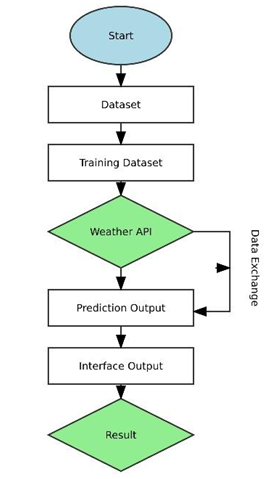 Start
Dataset
Training Dataset
Weather API
Data Exchange
Prediction Output
Interface Output
Result